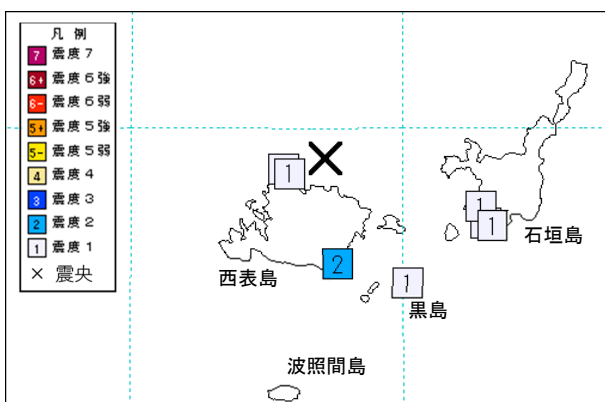 凡 例
7 震度７
6+ 震度６強
6- 震度６弱
5+ 震度５強
5- 震度５弱
4 震度４
3 震度３
2 震度２
1 震度１
× 震央
1
1
1
石垣島
2
西表島
1
黒島
波照間島